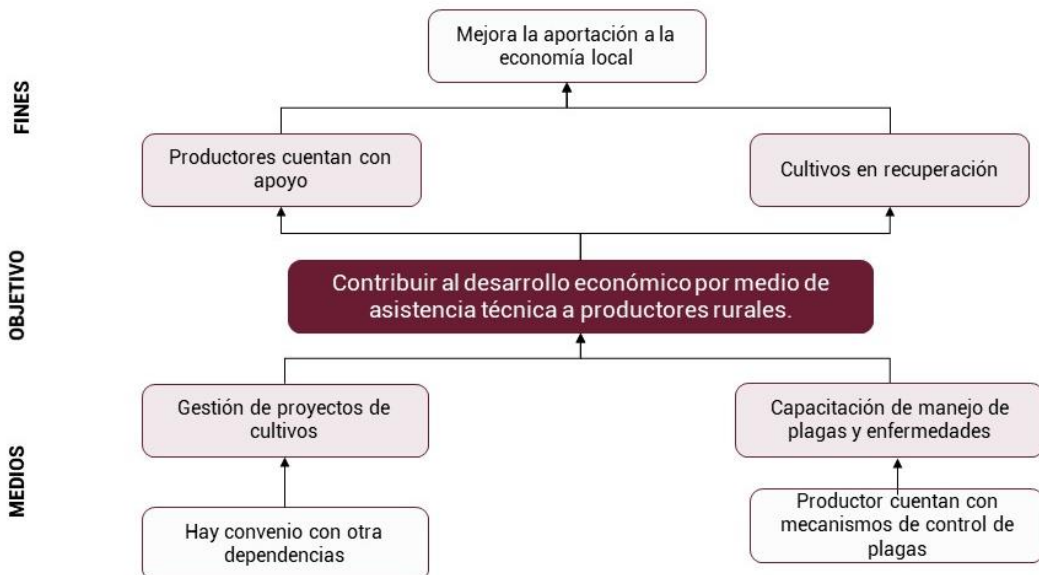 Mejora la aportación a la
economía local
FINES
Productores cuentan con
apoyo
Cultivos en recuperación
OBJETIVO
Contribuir al desarrollo económico por medio de
asistencia técnica a productores rurales.
MEDIOS
Gestión de proyectos de
cultivos
Capacitación de manejo de
plagas y enfermedades
Hay convenio con otra
dependencias
Productor cuentan con
mecanismos de control de
plagas